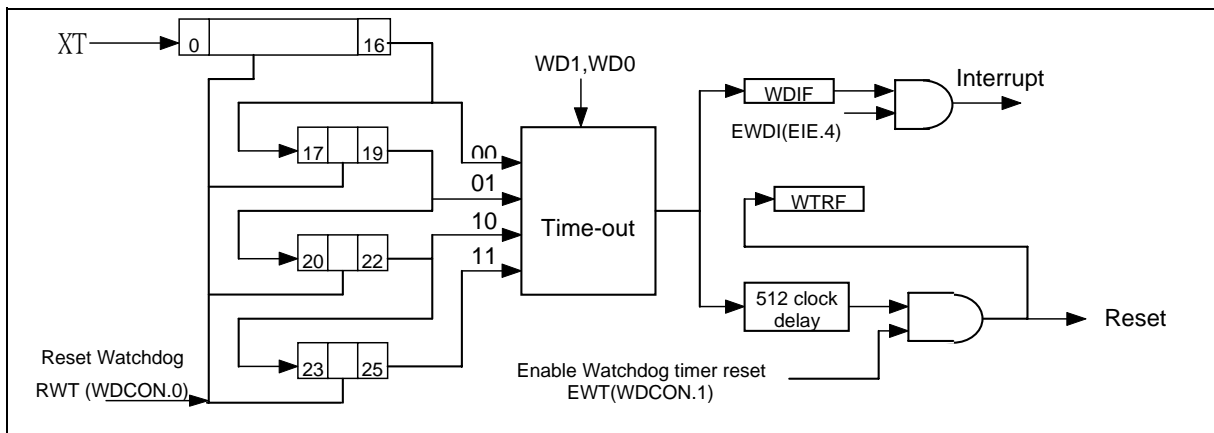 XT
0
16
WD1,WD0
WDIF
Interrupt
EWDI(EIE.4)
17
19
00
01
10
11
Time-out
WTRF
20
22
512 clock
delay
Reset
Reset Watchdog
RWT (WDCON.0)
23
25
Enable Watchdog timer reset
EWT(WDCON.1)